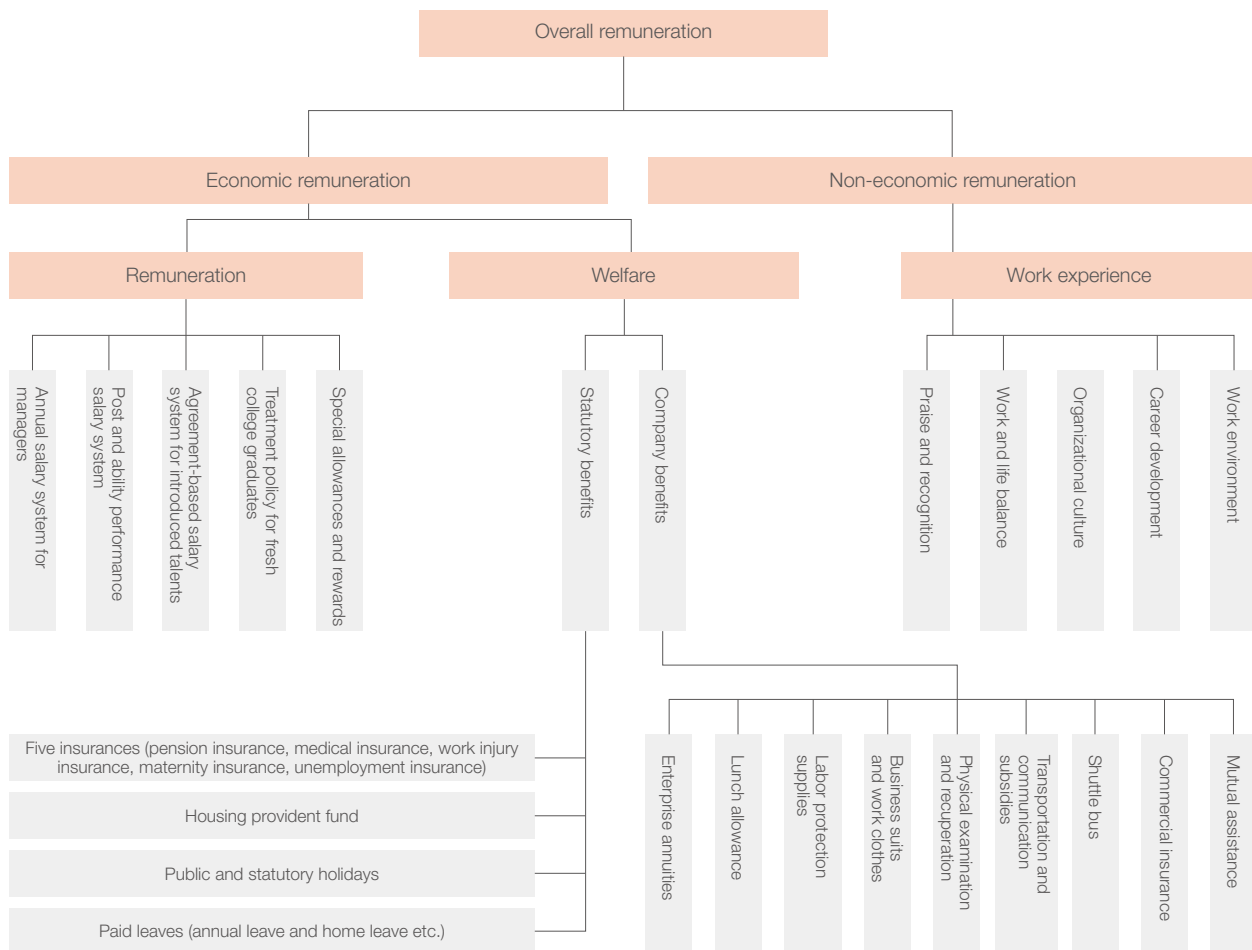 Overall remuneration
Economic remuneration
Non-economic remuneration
Remuneration
Welfare
Work experience
Annual salary system for
managers
Post and ability performance
salary system
Agreement-based salary
system for introduced talents
Treatment policy for fresh
college graduates
Special allowances and rewards
Statutory benefits
Company benefits
Praise and recognition
Work and life balance
Organizational culture
Career development
Work environment
Five insurances (pension insurance, medical insurance, work injury
insurance, maternity insurance, unemployment insurance)
Housing provident fund
Public and statutory holidays
Paid leaves (annual leave and home leave etc.)
Enterprise annuities
Lunch allowance
Labor protection
supplies
Business suits
and work clothes
Physical examination
and recuperation
Transportation and
communication
subsidies
Shuttle bus
Commercial insurance
Mutual assistance